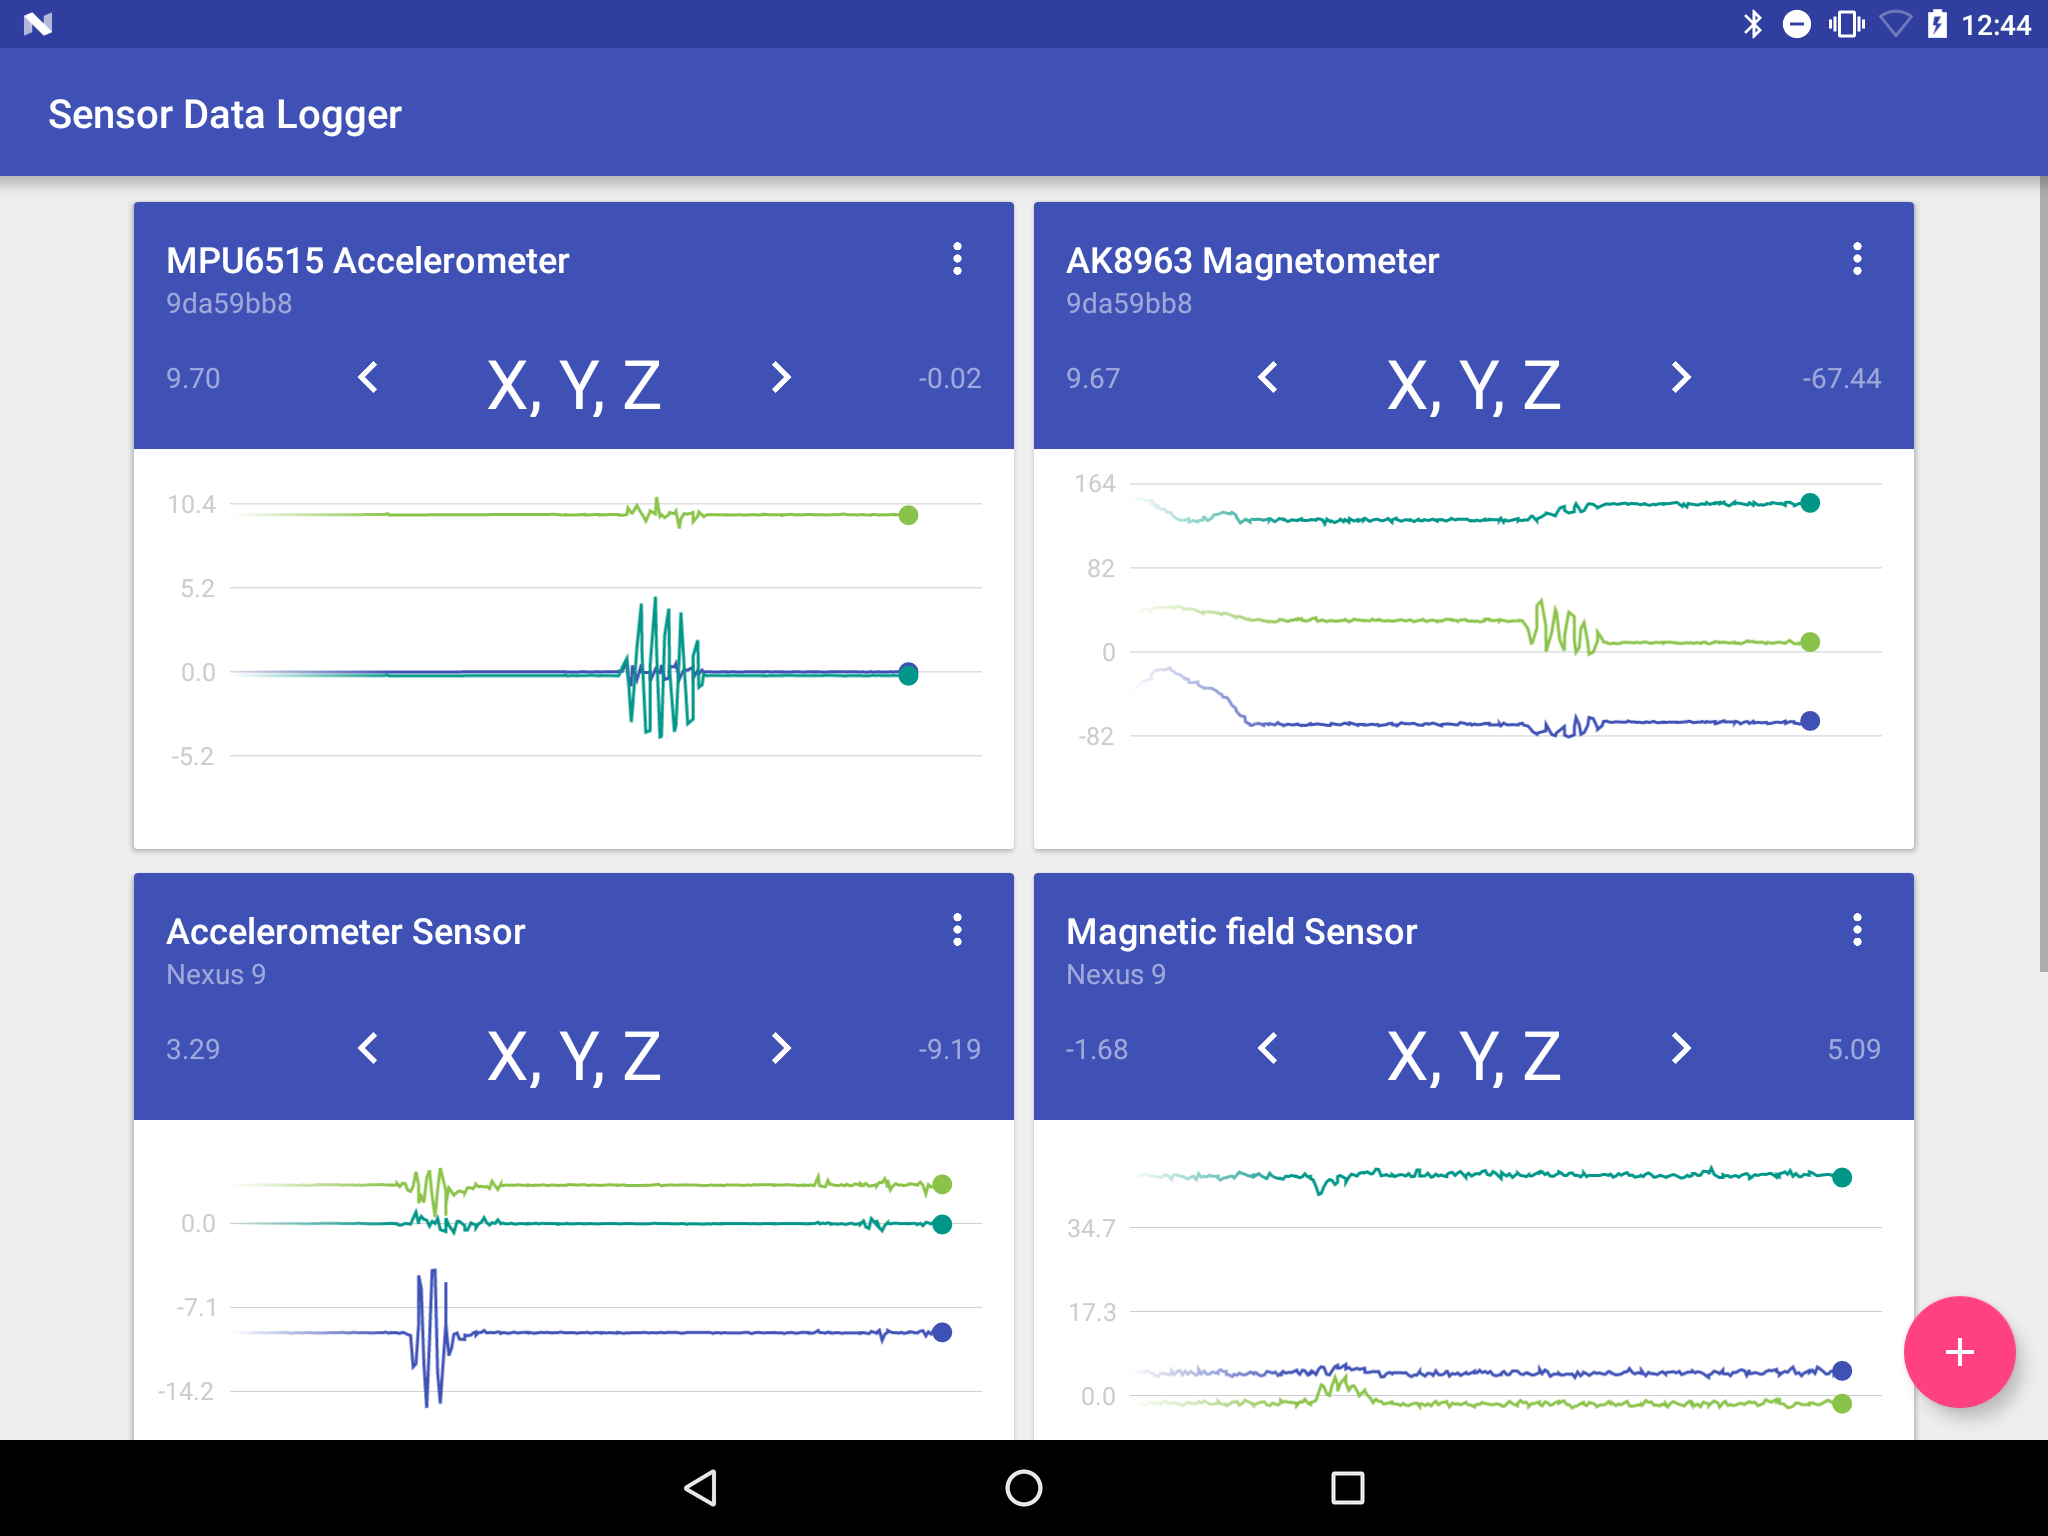 12:44
Sensor Data Logger
MPU6515 Accelerometer
9da59bb8
9.70 X, Y, Z -0.02
10.4
5.2
0.0
-5.2
AK8963 Magnetometer
9da59bb8
9.67 X, Y, Z -67.44
164
82
0
-82
Accelerometer Sensor
Nexus 9
3.29 X, Y, Z -9.19
0.0
-7.1
-14.2
Magnetic field Sensor
Nexus 9
-1.68 X, Y, Z 5.09
34.7
17.3
0.0